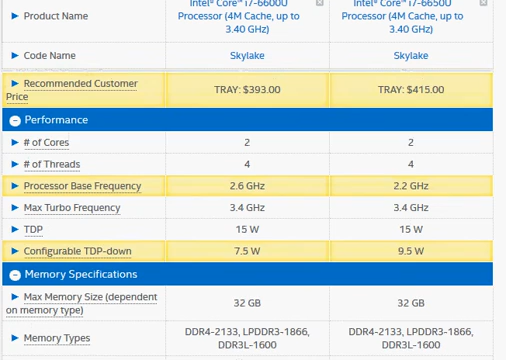 Product Name
Intel® Core™ i7-6600U
Processor (4M Cache, up to
3.40 GHz)
Intel® Core™ i7-6650U
Processor (4M Cache, up to
3.40 GHz)
Code Name Skylake Skylake
Recommended Customer
Price
TRAY: $393.00 TRAY: $415.00
Performance
# of Cores 2 2
# of Threads 4 4
Processor Base Frequency 2.6 GHz 2.2 GHz
Max Turbo Frequency 3.4 GHz 3.4 GHz
TDP 15 W 15 W
Configurable TDP-down 7.5 W 9.5 W
Memory Specifications
Max Memory Size (dependent
on memory type)
32 GB 32 GB
Memory Types
DDR4-2133, LPDDR3-1866,
DDR3L-1600
DDR4-2133, LPDDR3-1866,
DDR3L-1600